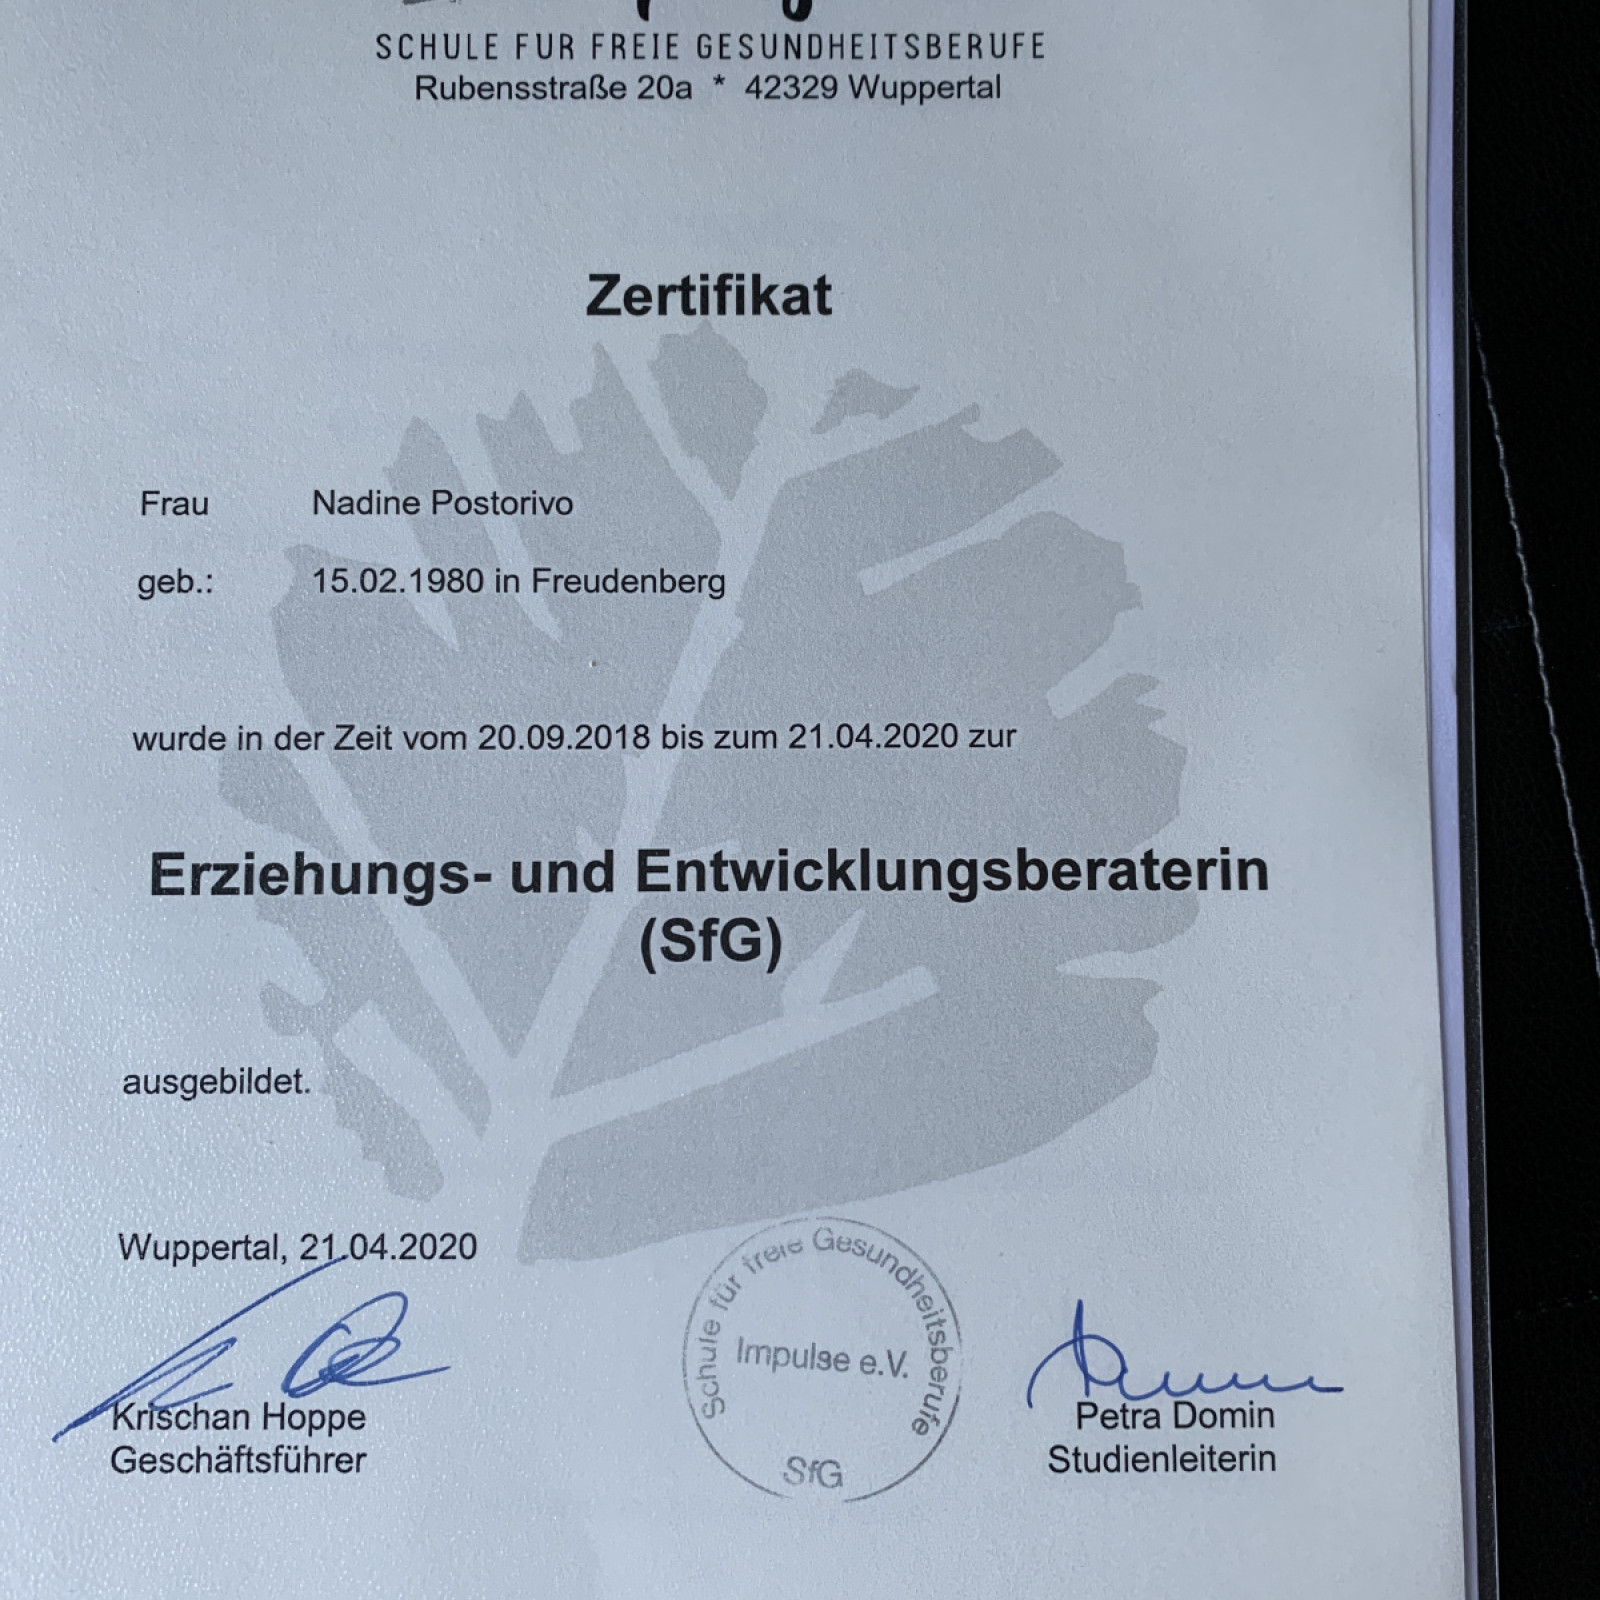 SCHULE FUR FREIE GESUNDHEITSBERUFE
Rubensstraße 20a * 42329 Wuppertal
Zertifikat
Frau Nadine Postorivo
geb.: 15.02.1980 in Freudenberg
wurde in der Zeit vom 20.09.2018 bis zum 21.04.2020 zur
Erziehungs- und Entwicklungsberaterin
(SfG)
ausgebildet.
Wuppertal, 21.04.2020
Schule für freie Gesundheitsberufe
Impulse e.V.
SfG
Krischan Hoppe
Geschäftsführer
Petra Domin
Studienleiterin